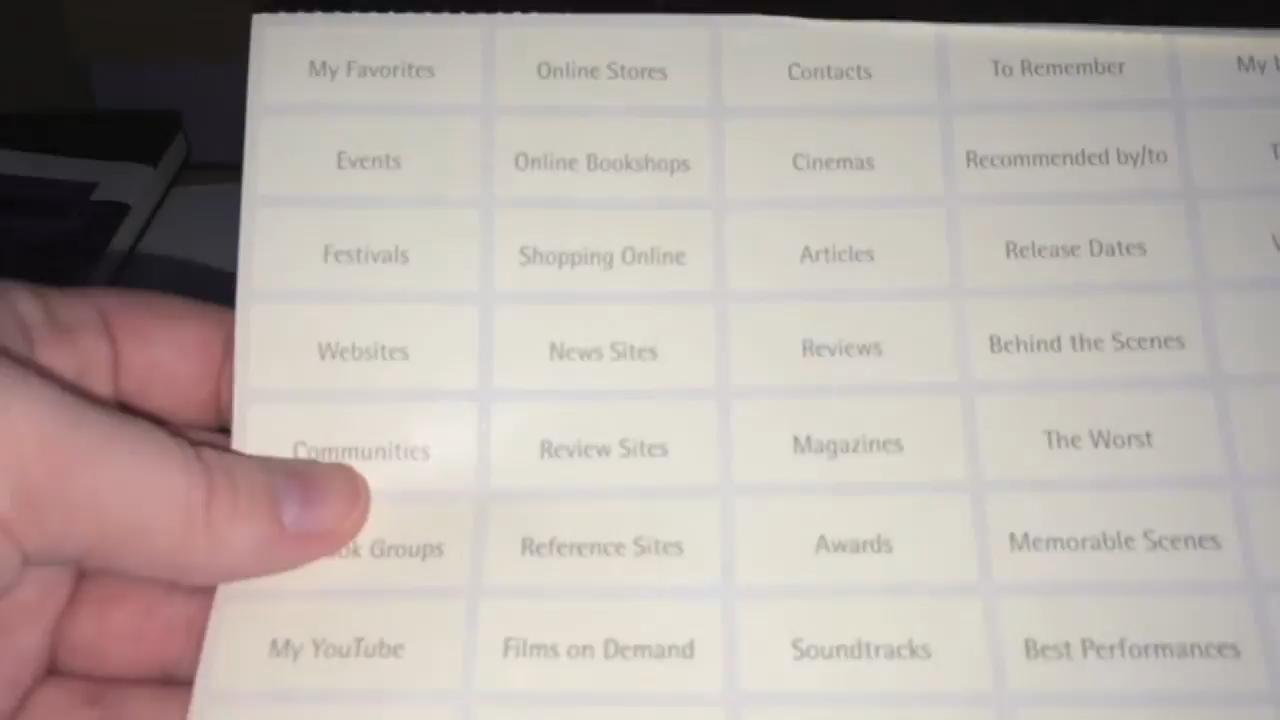 My Favorites Online Stores Contacts To Remember My
Events Online Bookshops Cinemas Recommended by/to
Festivals Shopping Online Articles Release Dates
Websites News Sites Reviews Behind the Scenes
Communities Review Sites Magazines The Worst
Groups Reference Sites Awards Memorable Scenes
My YouTube Films on Demand Soundtracks Best Performances